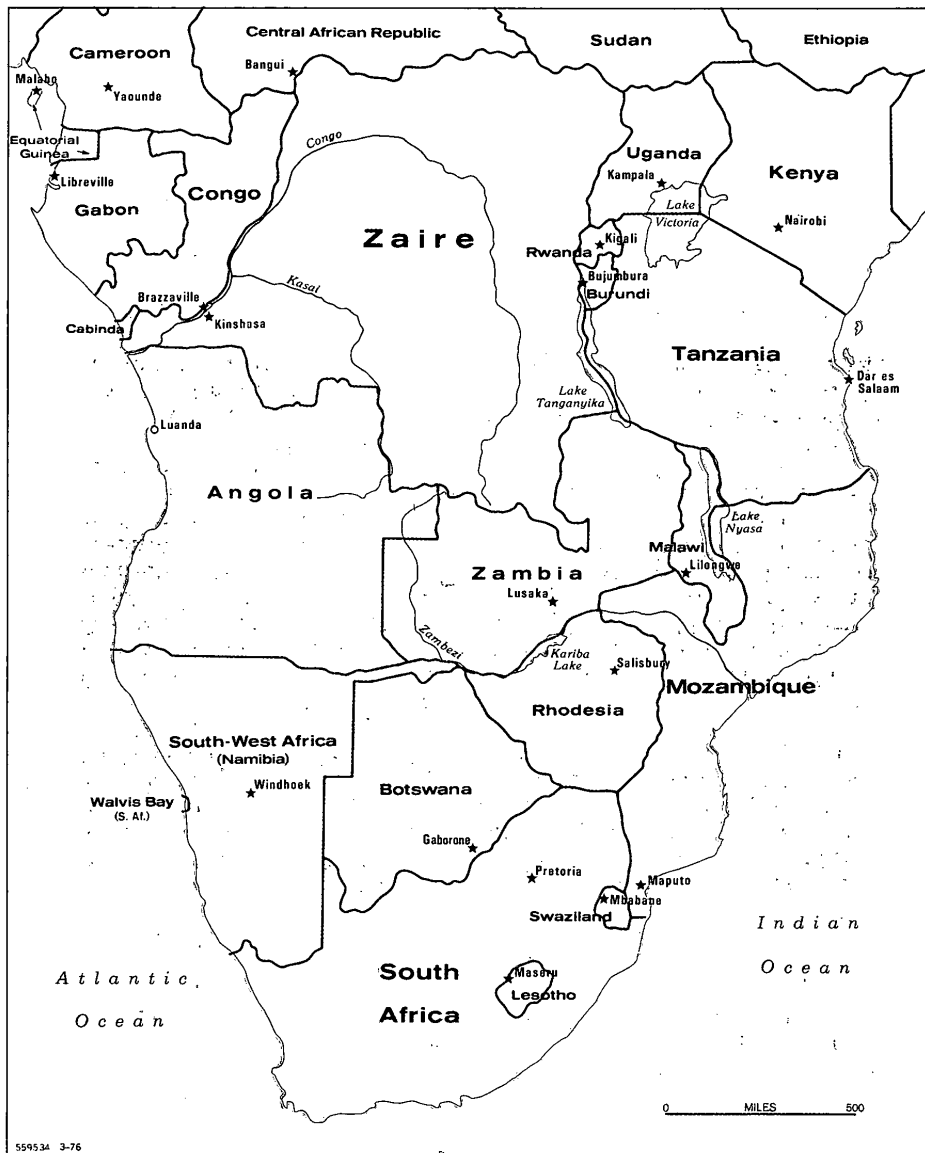 Central African Republic
Sudan
Ethiopia
Cameroon
Bangui
Malabo
Yaounde
Equatorial
Guinea
Libreville
Gabon
Congo
Congo
Uganda
Kampala
Kenya
Lake
Victoria
Nairobi
Zaire
Kigali
Rwanda
Bujumbura
Burundi
Kasai
Brazzaville
Kinshasa
Cabinda
Tanzania
Dar es
Salaam
Lake
Tanganyika
Luanda
Angola
Lake
Nyasa
Malawi
Lilongwe
Zambia
Lusaka
Zambezi
Kariba
Lake
Salisbury
Mozambique
Rhodesia
South-West Africa
(Namibia)
Windhoek
Walvis Bay
(S. Af.)
Botswana
Gaborone
Pretoria
Maputo
Mbabane
Swaziland
Indian
Ocean
Atlantic
Ocean
South
Africa
Maseru
Lesotho
0 MILES 500
559534 3-76